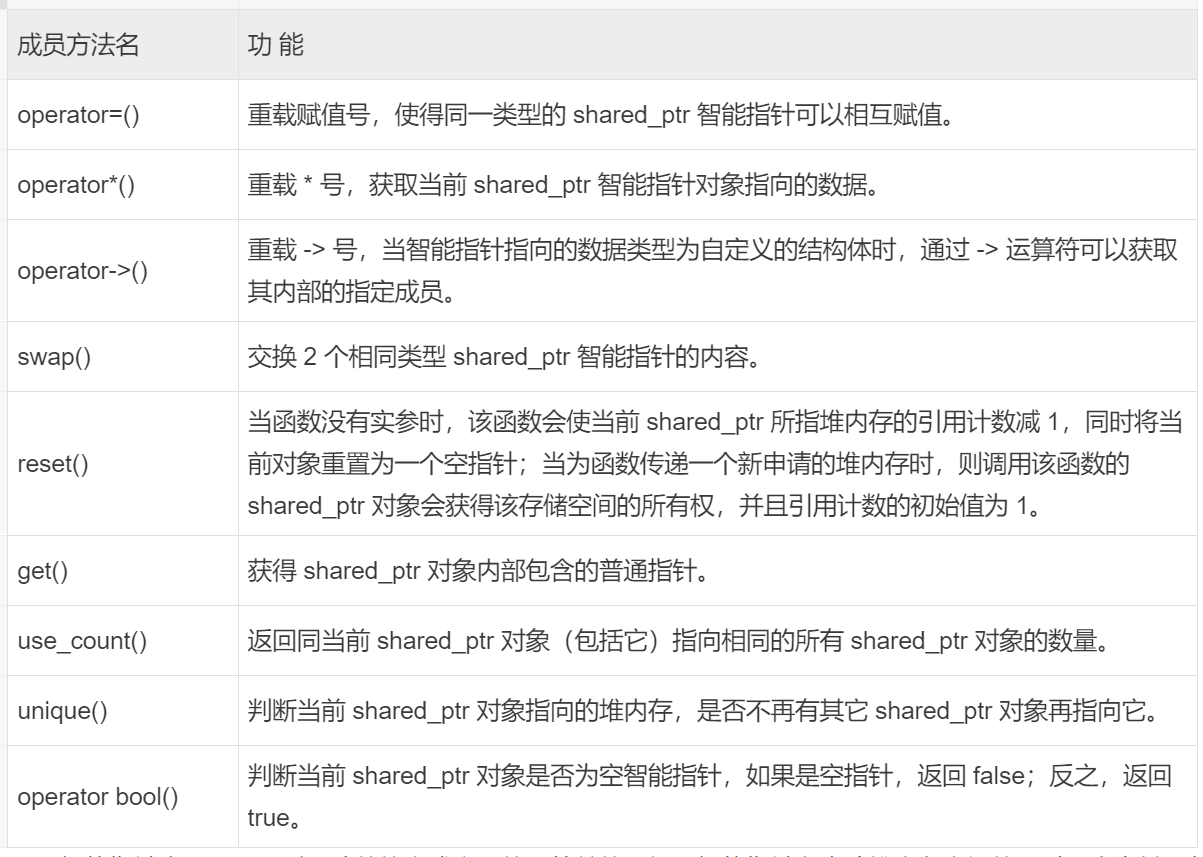 成员方法名
功 能
operator=()
重载赋值号，使得同一类型的 shared_ptr 智能指针可以相互赋值。
operator*()
重载 * 号，获取当前 shared_ptr 智能指针对象指向的数据。
operator->()
重载 -> 号，当智能指针指向的数据类型为自定义的结构体时，通过 -> 运算符可以获取
其内部的指定成员。
swap()
交换 2 个相同类型 shared_ptr 智能指针的内容。
reset()
当函数没有实参时，该函数会使当前 shared_ptr 所指堆内存的引用计数减 1，同时将当
前对象重置为一个空指针；当为函数传递一个新申请的堆内存时，则调用该函数的
shared_ptr 对象会获得该存储空间的所有权，并且引用计数的初始值为 1。
get()
获得 shared_ptr 对象内部包含的普通指针。
use_count()
返回同当前 shared_ptr 对象（包括它）指向相同的所有 shared_ptr 对象的数量。
unique()
判断当前 shared_ptr 对象指向的堆内存，是否不再有其它 shared_ptr 对象再指向它。
operator bool()
判断当前 shared_ptr 对象是否为空智能指针，如果是空指针，返回 false；反之，返回
true。